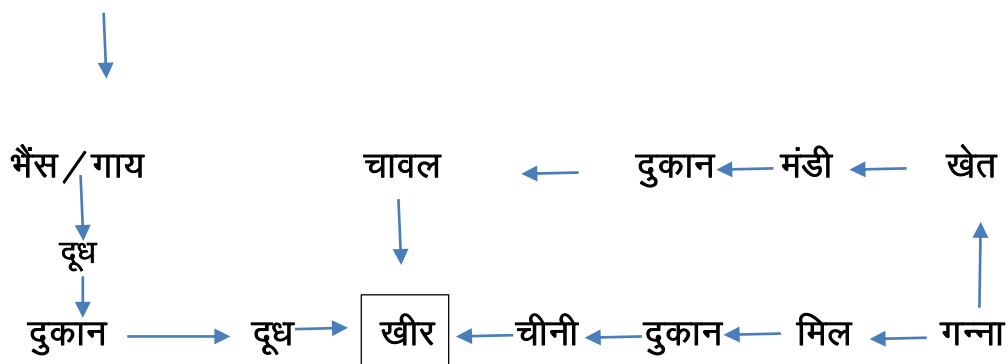 भैंस / गाय चावल दुकान मंडी खेत
दूध
दुकान दूध खीर चीनी दुकान मिल गन्ना